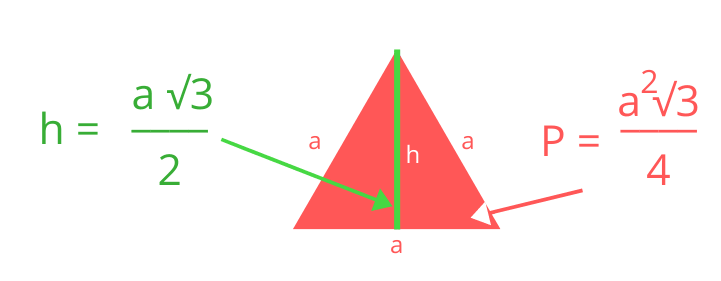 h = a √3
2
a
h
a
a
P = a²√3
4